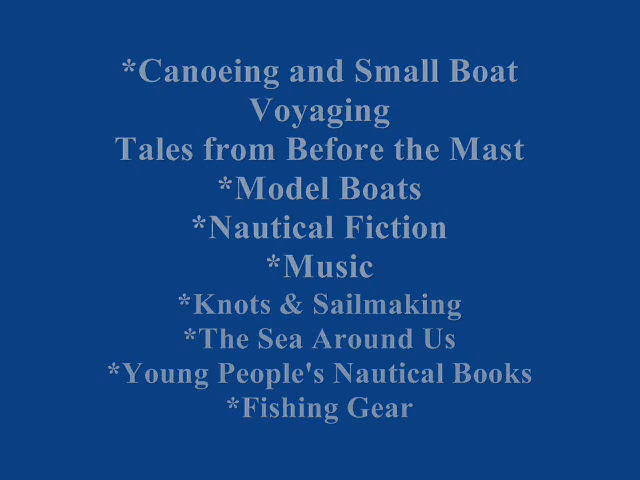 *Canoeing and Small Boat
Voyaging
Tales from Before the Mast
*Model Boats
*Nautical Fiction
*Music
*Knots & Sailmaking
*The Sea Around Us
*Young People's Nautical Books
*Fishing Gear